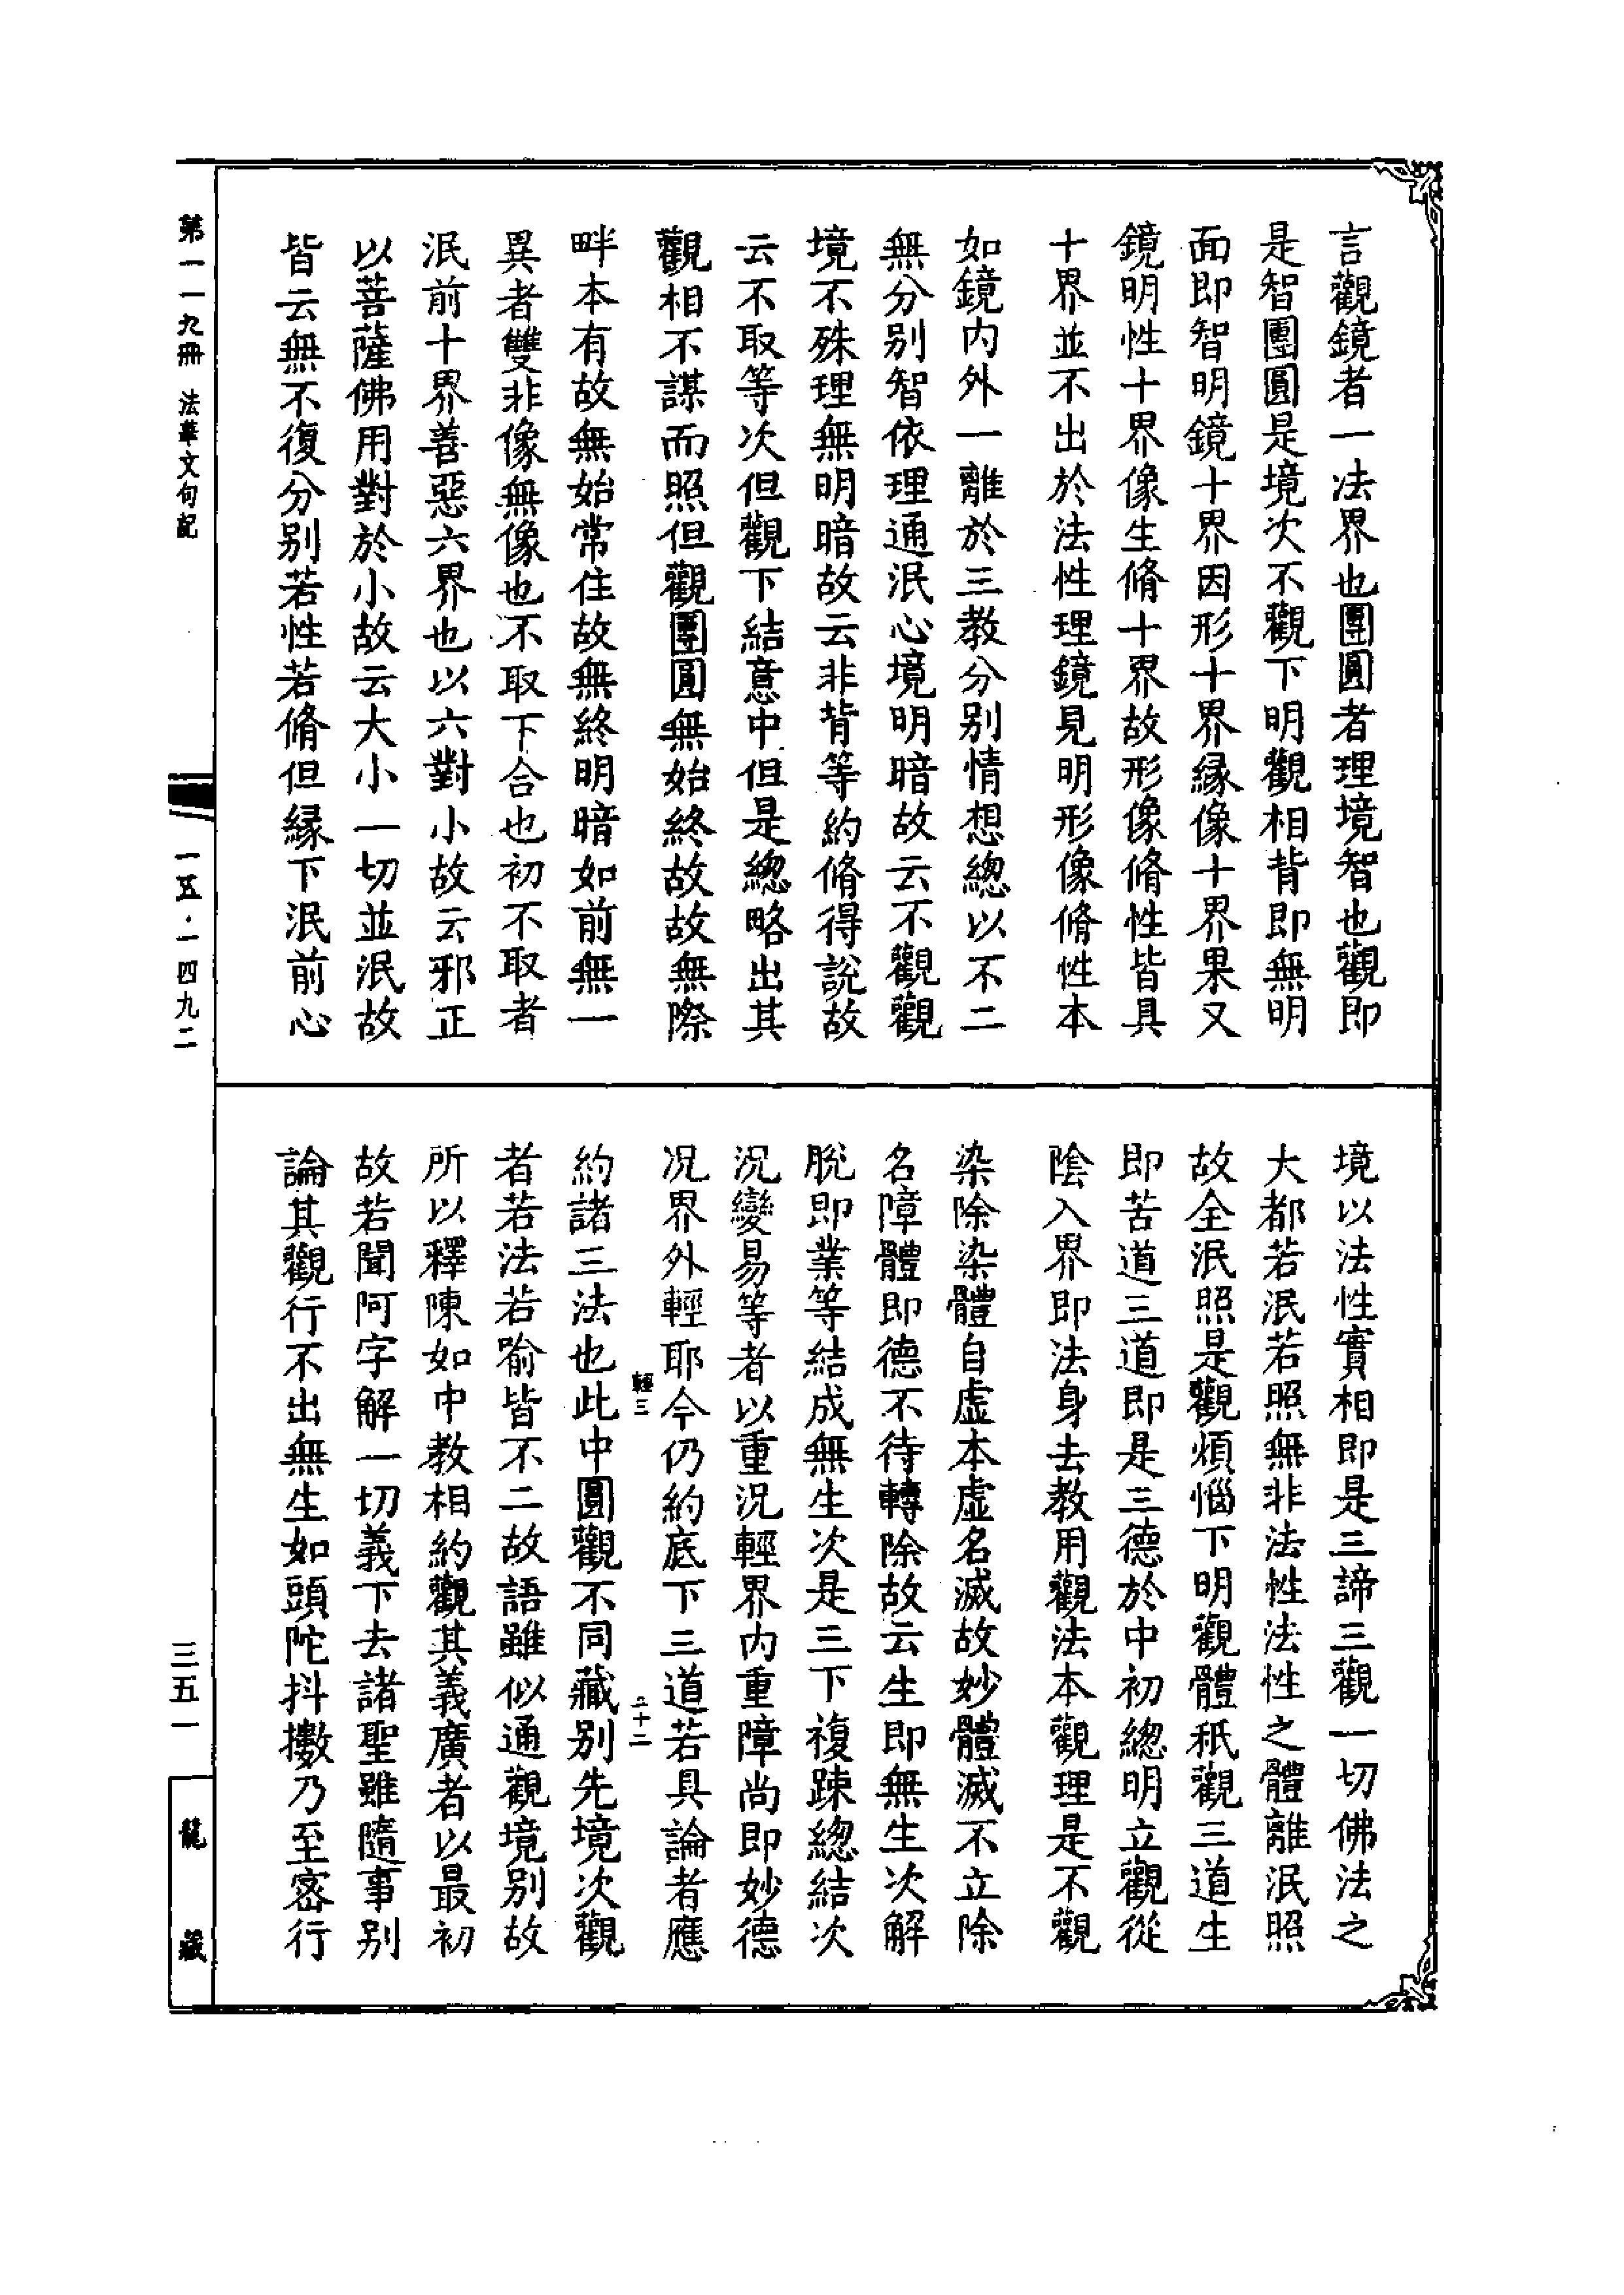 言觀鏡者一法界也團圓者理境智也觀即
是智團圓是境次不觀下明觀相背即無明
面即智明鏡十界因形十界緣像十界果又
鏡明性十界像生脩十界故形像脩性皆具
十界並不出於法性理鏡見明形像脩性本
如鏡內外一離於三教分別情想總以不二
無分別智依理通泯心境明暗故云不觀觀
境不殊理無明暗故云非背等約脩得說故
云不取等次但觀下結意中但是總略出其
觀相不謀而照但觀團圓無始終故故無際
畔本有故無始常住故無終明暗如前無一
異者雙非像無像也不取下合也初不取者
泯前十界善惡六界也以六對小故云邪正
以菩薩佛用對於小故云大小一切並泯故
皆云無不復分別若性若脩但緣下泯前心
境以法性實相即是三諦三觀一切佛法之
大都若泯若照無非法性法性之體離泯照
故全泯照是觀煩惱下明觀體秖觀三道生
即苦道三道即是三德於中初總明立觀從
陰入界即法身去教用觀法本觀理是不觀
染除染體自虛本虛名滅故妙體滅不立除
名障體即德不待轉除故云生即無生次解
脫即業等結成無生次是三下複踈總結次
況變易等者以重況輕界內重障尚即妙德
況界外輕耶今仍約底下三道若具論者應
輕三
二十二
約諸三法也此中圓觀不同藏別先境次觀
者若法若喻皆不二故語雖似通觀境別故
所以釋陳如中教相約觀其義廣者以最初
故若聞阿字解一切義下去諸聖雖隨事別
論其觀行不出無生如頭陀抖擻乃至密行
第一一九冊 法華文句記
一五·一四九二
三五一
龍藏